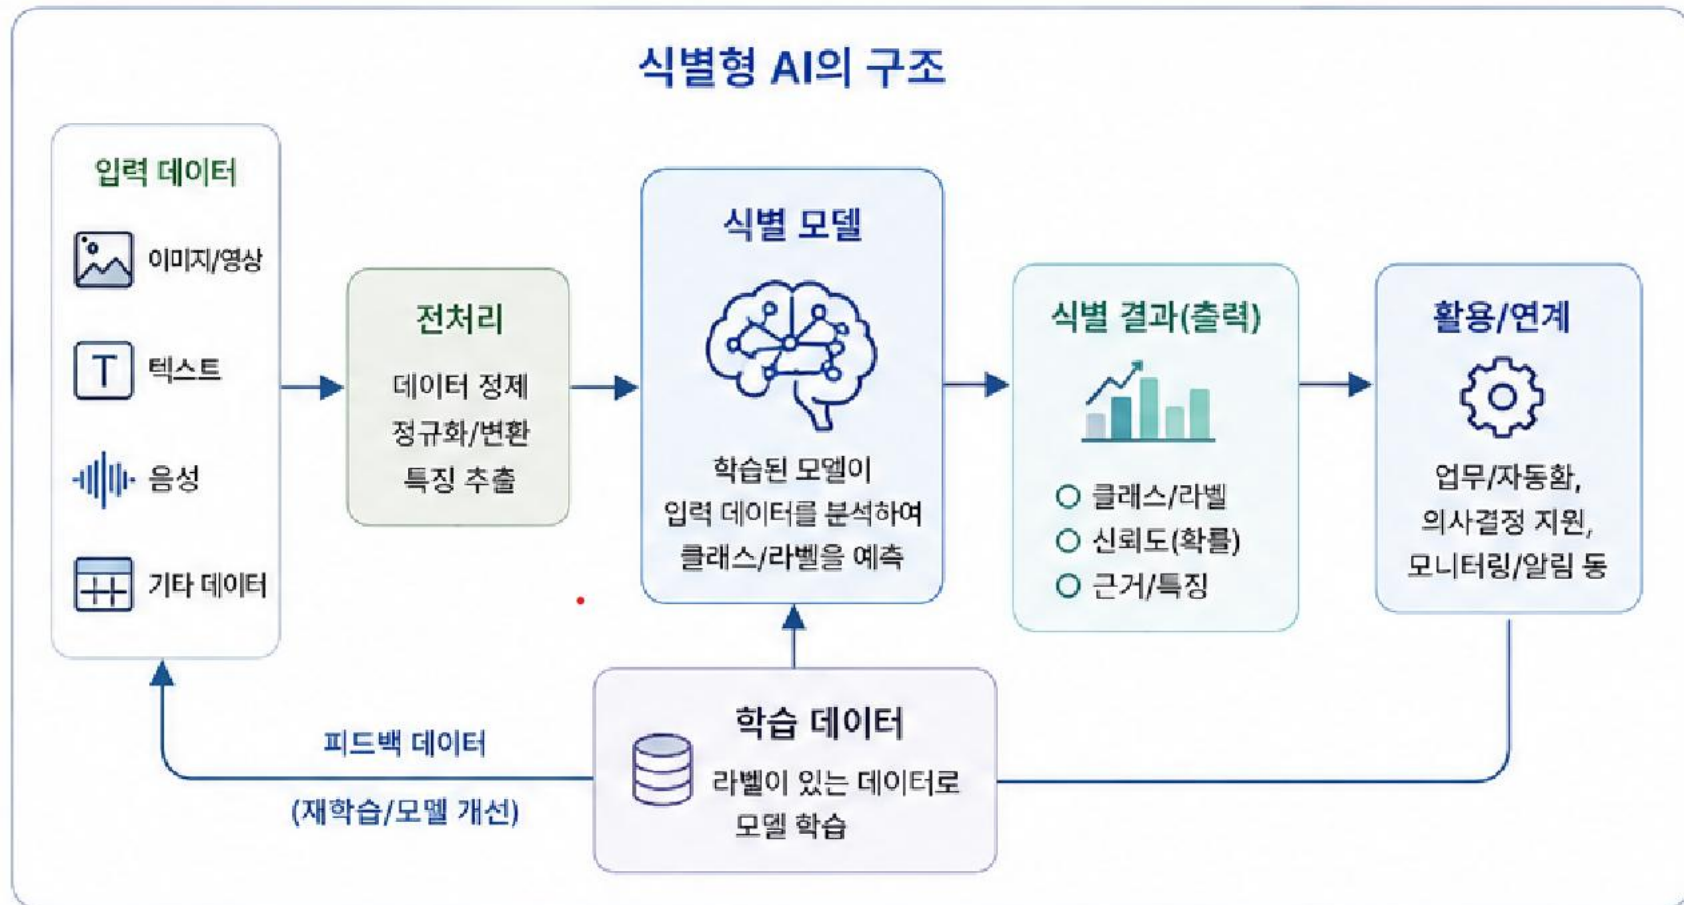 식별형 AI의 구조
입력 데이터
이미지/영상
텍스트
음성
기타 데이터
전처리
데이터 정제
정규화/변환
특징 추출
식별 모델
학습된 모델이
입력 데이터를 분석하여
클래스/라벨을 예측
식별 결과(출력)
클래스/라벨
신뢰도(확률)
근거/특징
활용/연계
업무/자동화,
의사결정 지원,
모니터링/알림 등
학습 데이터
라벨이 있는 데이터로
모델 학습
피드백 데이터
(재학습/모델 개선)